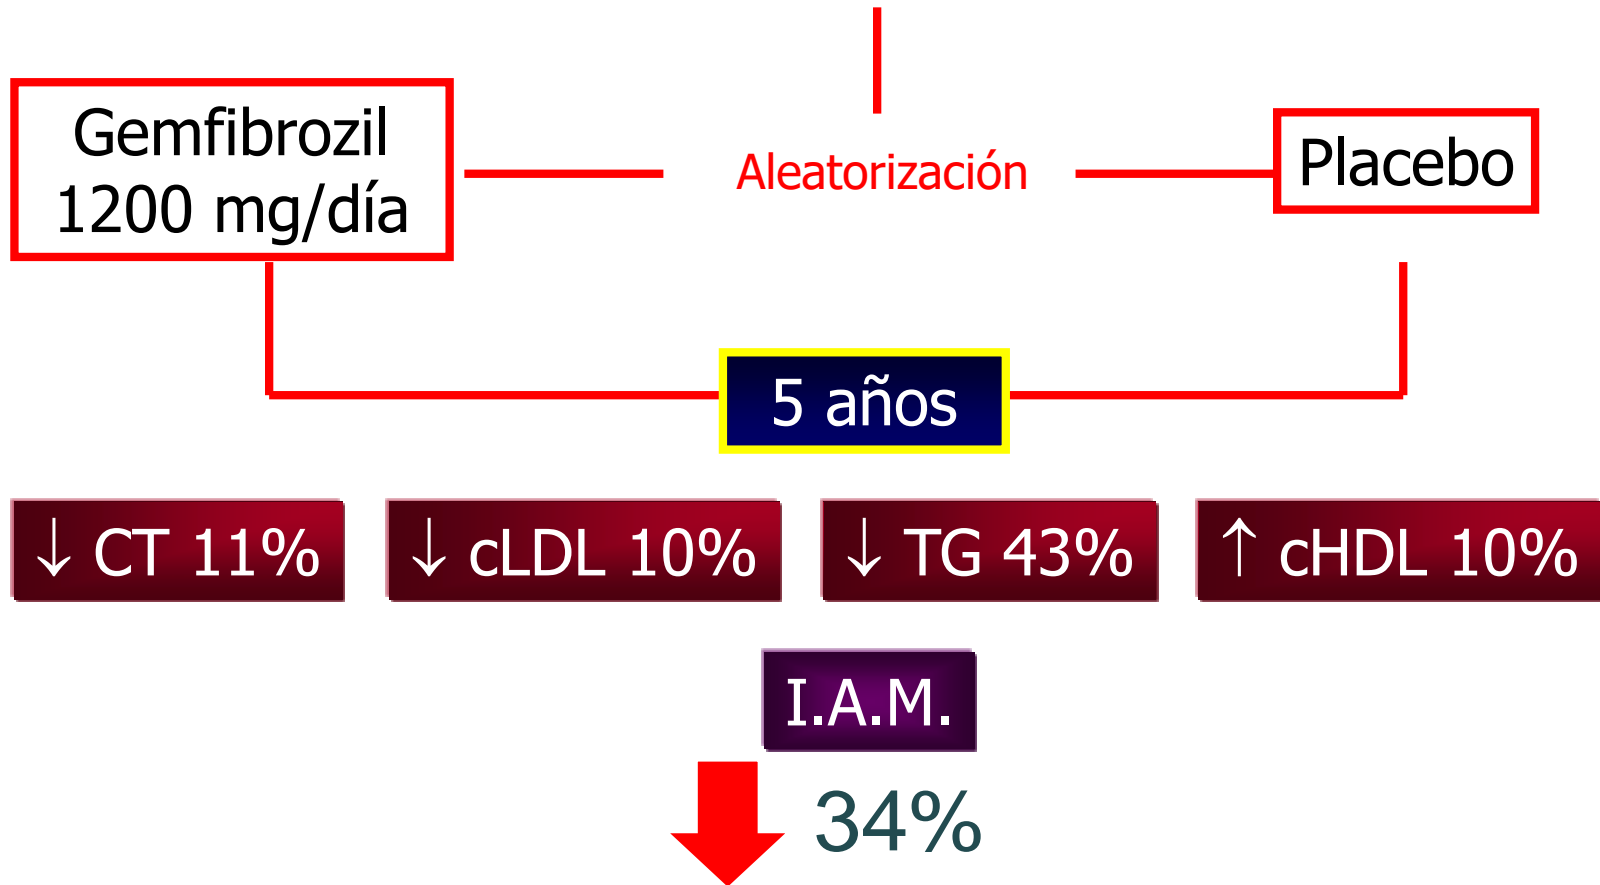 Gemfibrozil
1200 mg/día
Aleatorización
Placebo
5 años
↓ CT 11%
↓ cLDL 10%
↓ TG 43%
↑ cHDL 10%
I.A.M.
34%